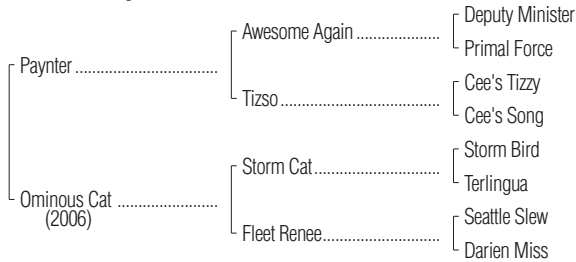 Deputy Minister
Awesome Again ..................
Primal Force
Paynter ...............................
Cee's Tizzy
Tizso ..................................
Cee's Song
Storm Bird
Storm Cat ...........................
Terlingua
Ominous Cat ......................
(2006)
Seattle Slew
Fleet Renee ........................
Darien Miss